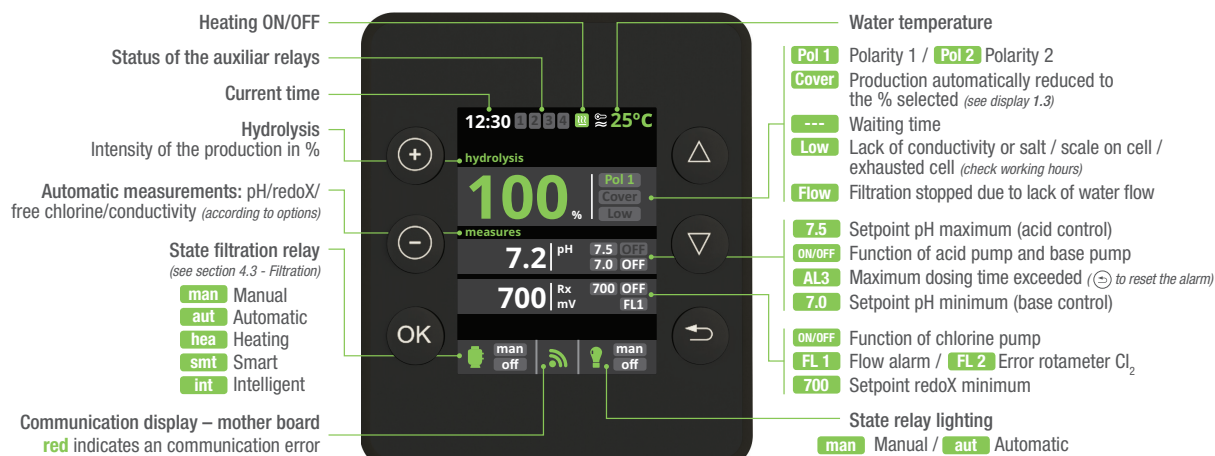 Heating ON/OFF
Status of the auxiliar relays
Current time
Hydrolysis
Intensity of the production in %
Automatic measurements: pH/redoX/
free chlorine/conductivity (according to options)
State filtration relay
(see section 4.3 - Filtration)
man Manual
aut Automatic
hea Heating
smt Smart
int Intelligent
Communication display – mother board
red indicates an communication error
+
-
OK
12:30 1 2 3 4 25ºC
hydrolysis
100 %
Pol 1
Cover
Low
measures
7.2 pH 7.5 OFF
7.0 OFF
700 Rx 700 OFF
mV FL1
man
off
man
off
Water temperature
Pol 1 Polarity 1 / Pol 2 Polarity 2
Cover Production automatically reduced to
the % selected (see display 1.3)
--- Waiting time
Low Lack of conductivity or salt / scale on cell /
exhausted cell (check working hours)
Flow Filtration stopped due to lack of water flow
7.5 Setpoint pH maximum (acid control)
ON/OFF Function of acid pump and base pump
AL3 Maximum dosing time exceeded ( to reset the alarm)
7.0 Setpoint pH minimum (base control)
ON/OFF Function of chlorine pump
FL 1 Flow alarm / FL 2 Error rotameter Cl2
700 Setpoint redoX minimum
State relay lighting
man Manual / aut Automatic